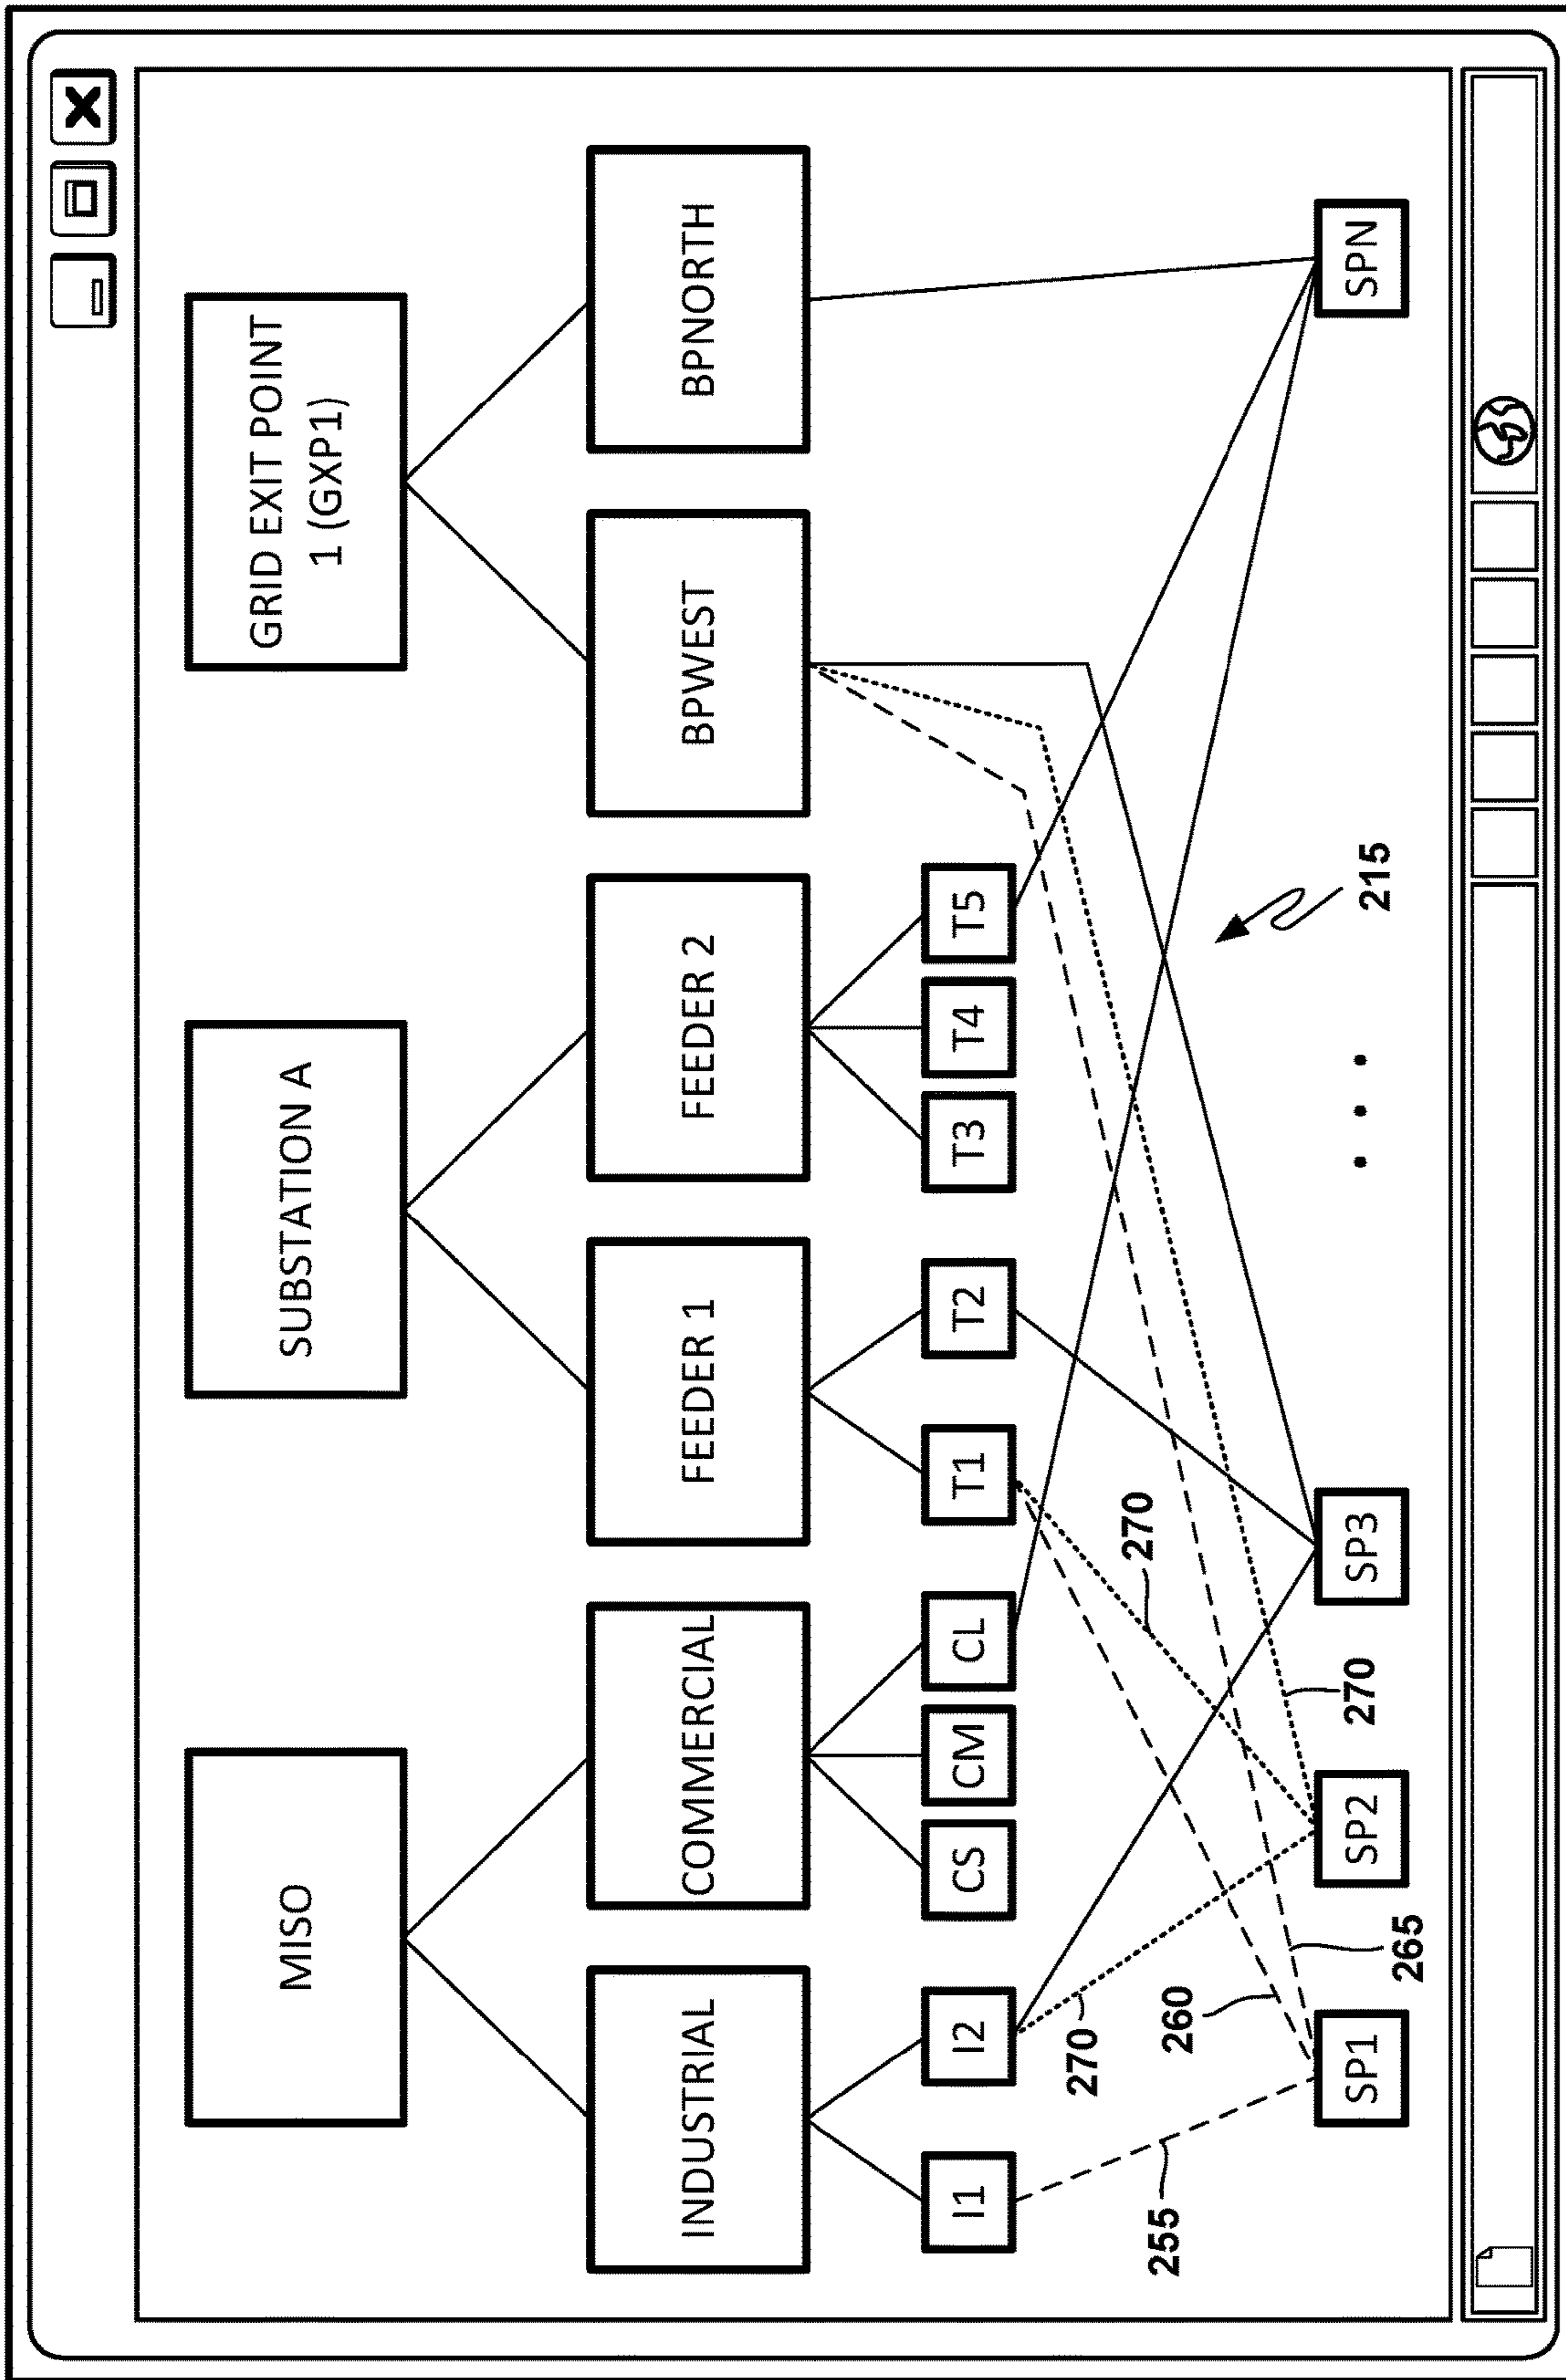 MISO
SUBSTATION A
GRID EXIT POINT
1 (GXP1)
INDUSTRIAL
COMMERCIAL
FEEDER 1
FEEDER 2
BPWEST
BPNORTH
I1
I2
CS
CM
CL
T1
T2
T3
T4
T5
255
270
260
265
270
270
215
SP1
SP2
SP3
• • •
SPN